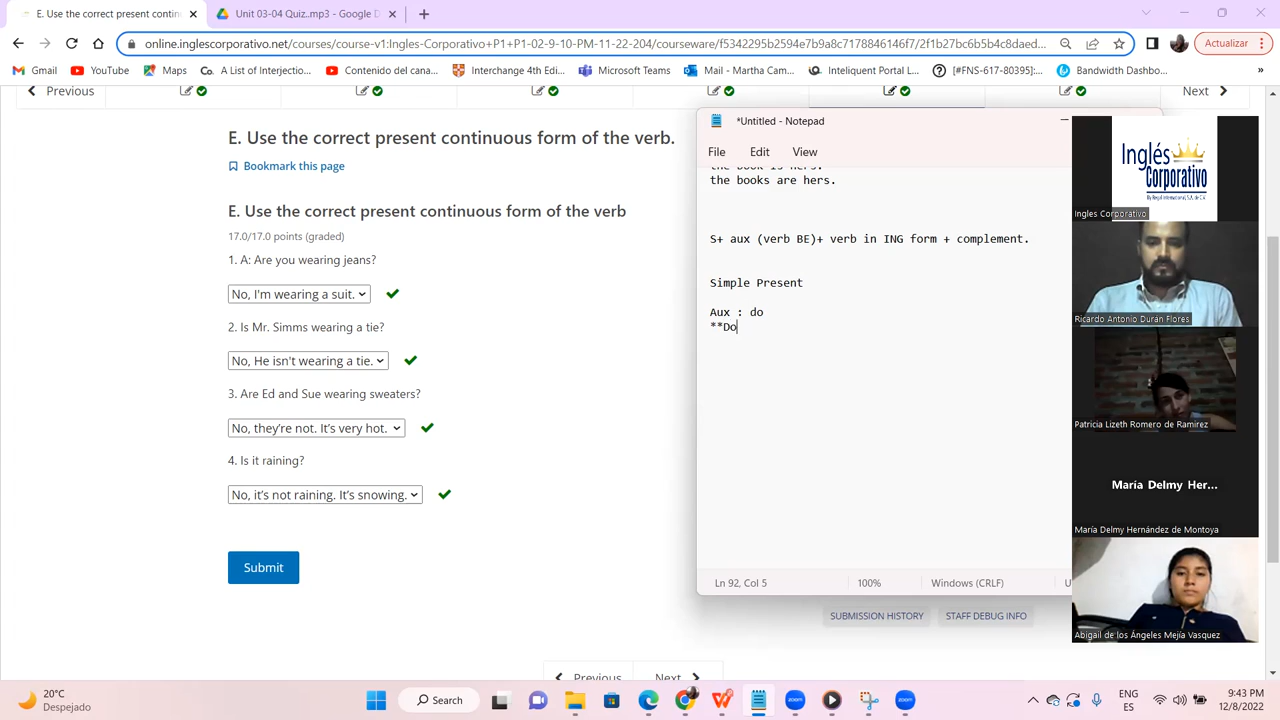 E. Use the correct present contin
Unit 03-04 Quiz..mp3 - Google D
online.inglescorporativo.net/courses/course-v1:Ingles-Corporativo+P1+P1-02-9-10-PM-11-22-204/courseware/f5342295b2594e7b9a8c7178846146f7/2f1b27bc6b5b4c8daed...
Actualizar
Gmail
YouTube
Maps
A List of Interjectio...
Contenido del cana...
Interchange 4th Edi...
Microsoft Teams
Mail - Martha Cam...
Inteliquent Portal L...
[#FNS-617-80395]:...
Bandwidth Dashbo...
»
Previous
Next
E. Use the correct present continuous form of the verb.
Bookmark this page
E. Use the correct present continuous form of the verb
17.0/17.0 points (graded)
1. A: Are you wearing jeans?
No, I'm wearing a suit.
2. Is Mr. Simms wearing a tie?
No, He isn't wearing a tie.
3. Are Ed and Sue wearing sweaters?
No, they're not. It's very hot.
4. Is it raining?
No, it's not raining. It's snowing.
Submit
*Untitled - Notepad
File Edit View
the book is hers.
the books are hers.
S+ aux (verb BE)+ verb in ING form + complement.
Simple Present
Aux : do
**Do
Ln 92, Col 5
100%
Windows (CRLF)
U
SUBMISSION HISTORY
STAFF DEBUG INFO
Previous
Next
Inglés
Corporativo
Ingles Corporativo
Ricardo Antonio Durán Flores
Patricia Lizeth Romero de Ramirez
María Delmy Her...
María Delmy Hernández de Montoya
Abigail de los Ángeles Mejía Vasquez
20°C
Despejado
Search
ENG
ES
9:43 PM
12/8/2022